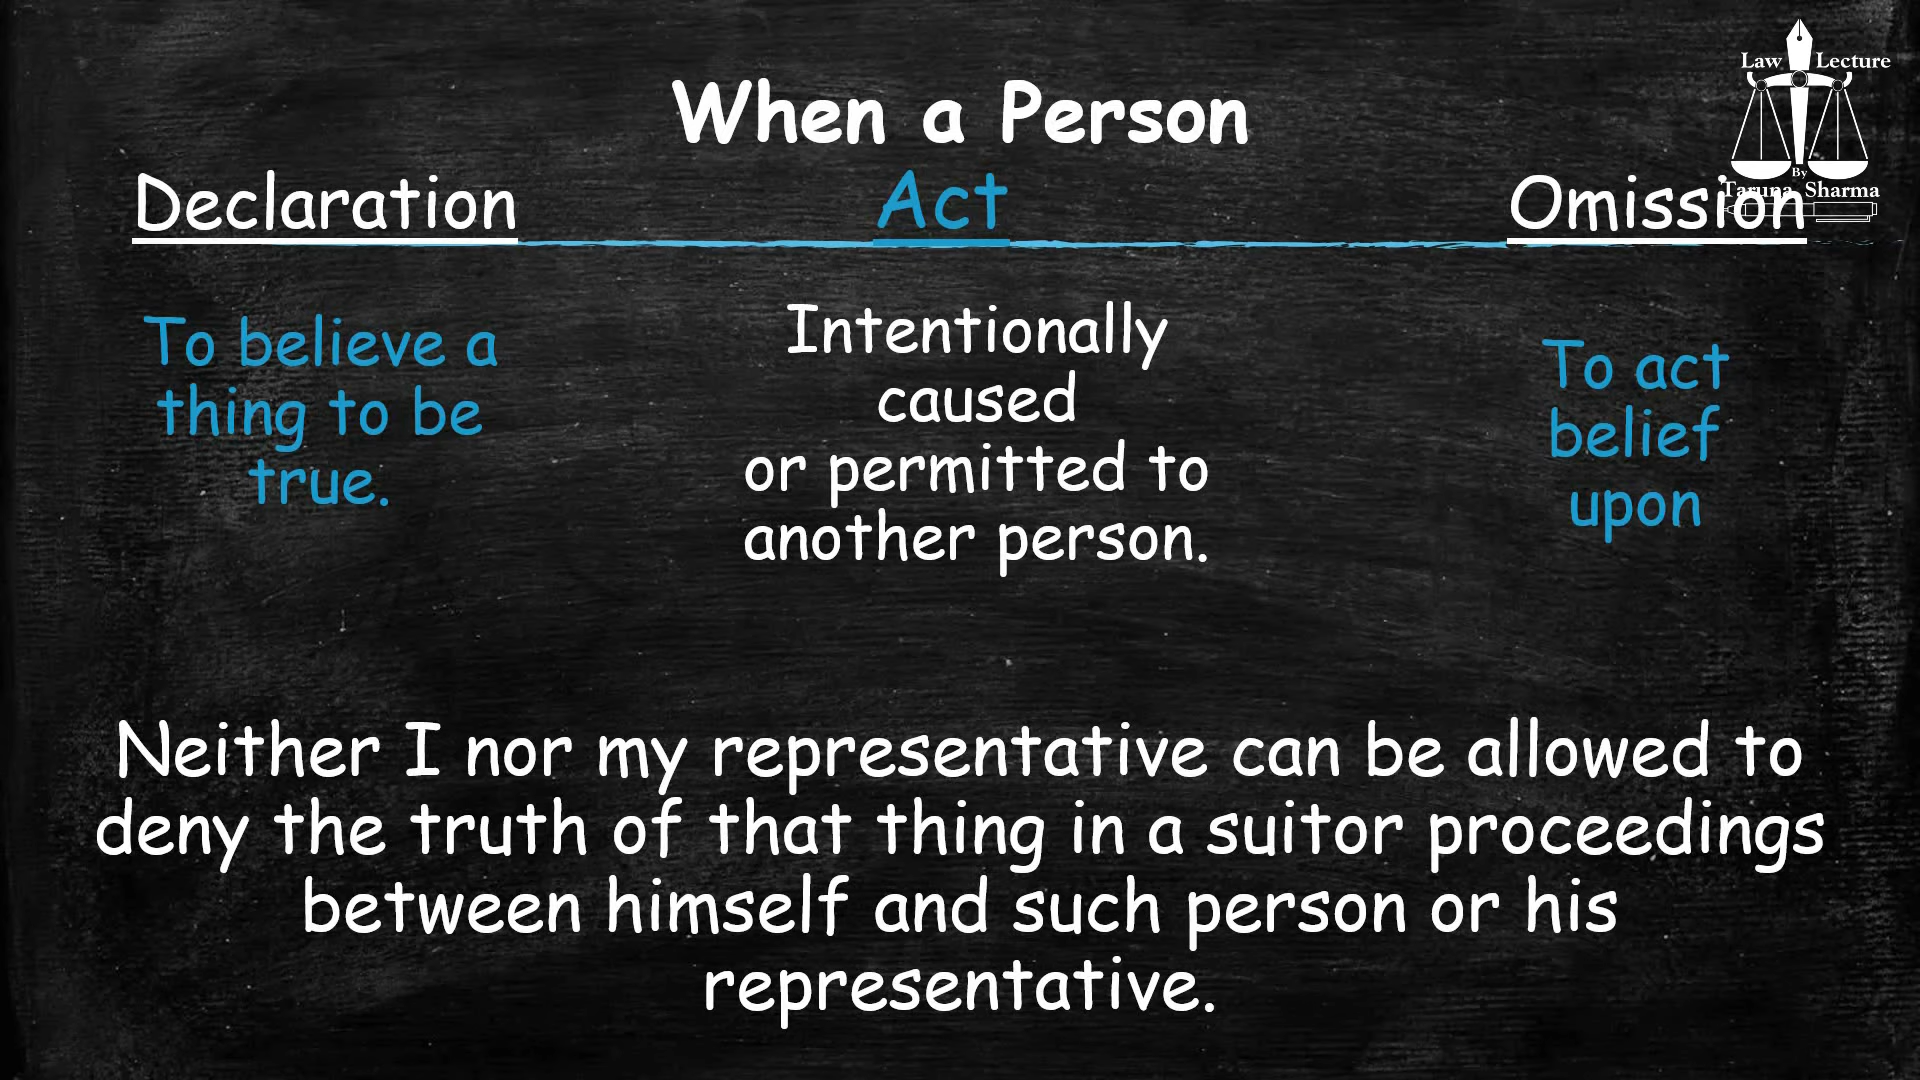 Law Lecture
By
Taruna Sharma
When a Person
Declaration Act Omission
To believe a
thing to be
true.
Intentionally
caused
or permitted to
another person.
To act
belief
upon
Neither I nor my representative can be allowed to
deny the truth of that thing in a suitor proceedings
between himself and such person or his
representative.